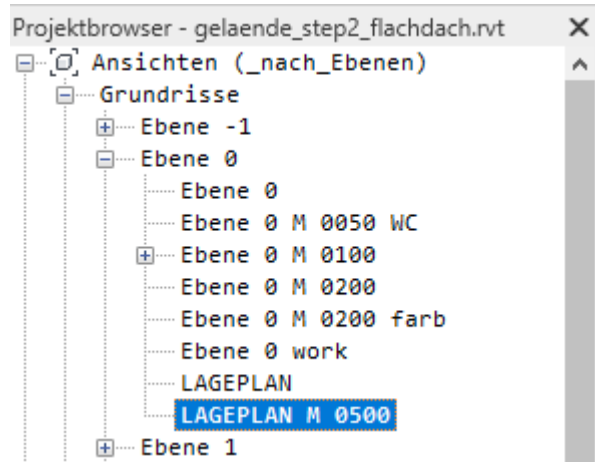 Projektbrowser - gelaende_step2_flachdach.rvt
Ansichten (_nach_Ebenen)
Grundrisse
Ebene -1
Ebene 0
Ebene 0
Ebene 0 M 0050 WC
Ebene 0 M 0100
Ebene 0 M 0200
Ebene 0 M 0200 farb
Ebene 0 work
LAGEPLAN
LAGEPLAN M 0500
Ebene 1